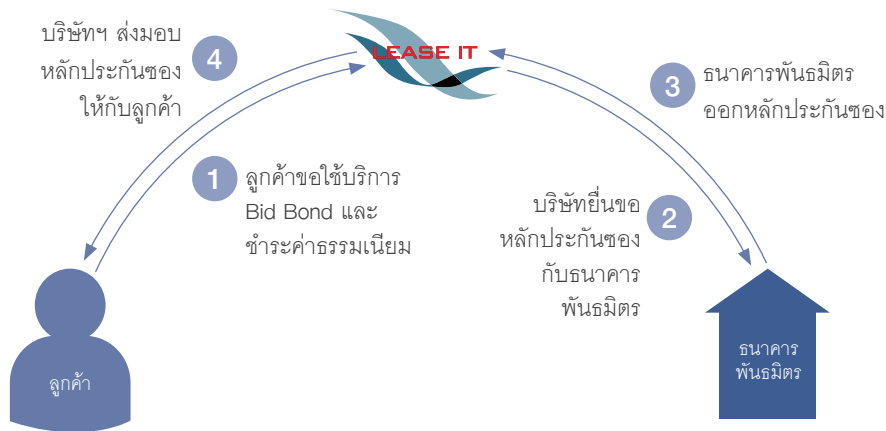 LEASE IT
4
บริษัทฯ ส่งมอบ
หลักประกันซอง
ให้กับลูกค้า
3
ธนาคารพันธมิตร
ออกหลักประกันซอง
1
ลูกค้าขอใช้บริการ
Bid Bond และ
ชำระค่าธรรมเนียม
2
บริษัทยื่นขอ
หลักประกันซอง
กับธนาคาร
พันธมิตร
ลูกค้า
ธนาคาร
พันธมิตร